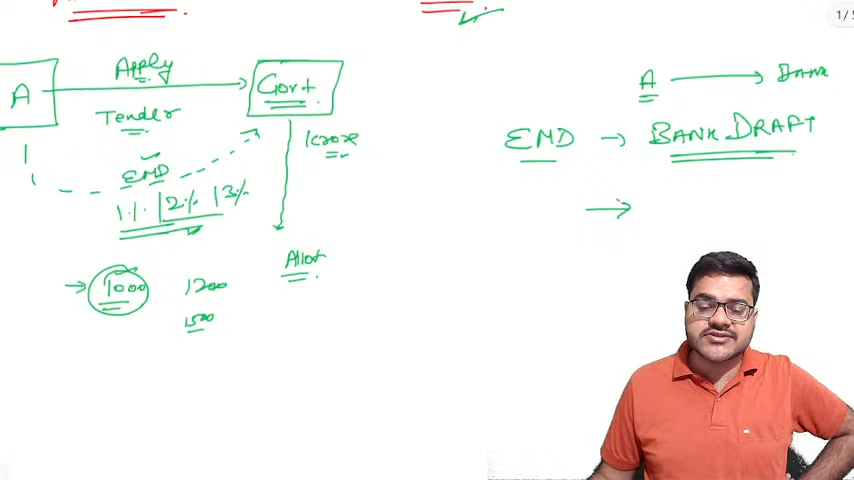 1/5
A
Apply
Tender
Govt.
1crore
EMD
1% | 2% | 3%
Allot
→ 1000 1200
1500
A → BANK
EMD → BANK DRAFT
→